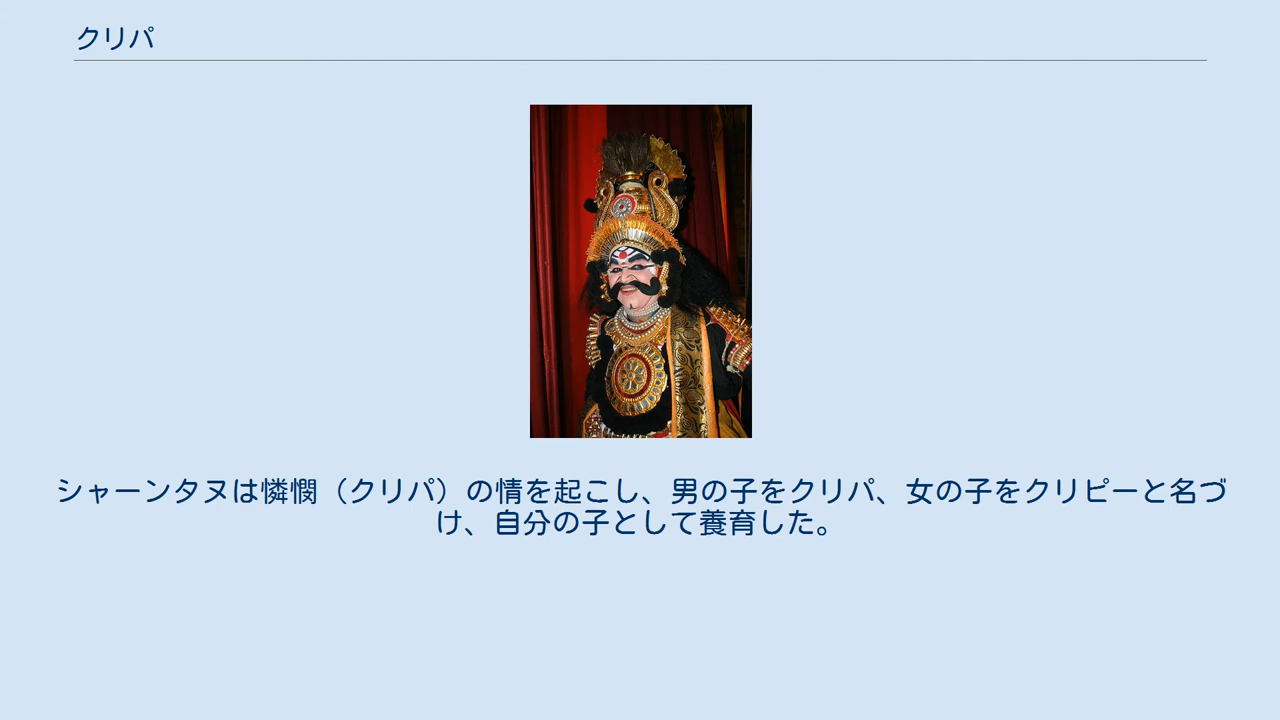 クリパ
シャーンタヌは憐憫（クリパ）の情を起こし、男の子をクリパ、女の子をクリピーと名づ
け、自分の子として養育した。